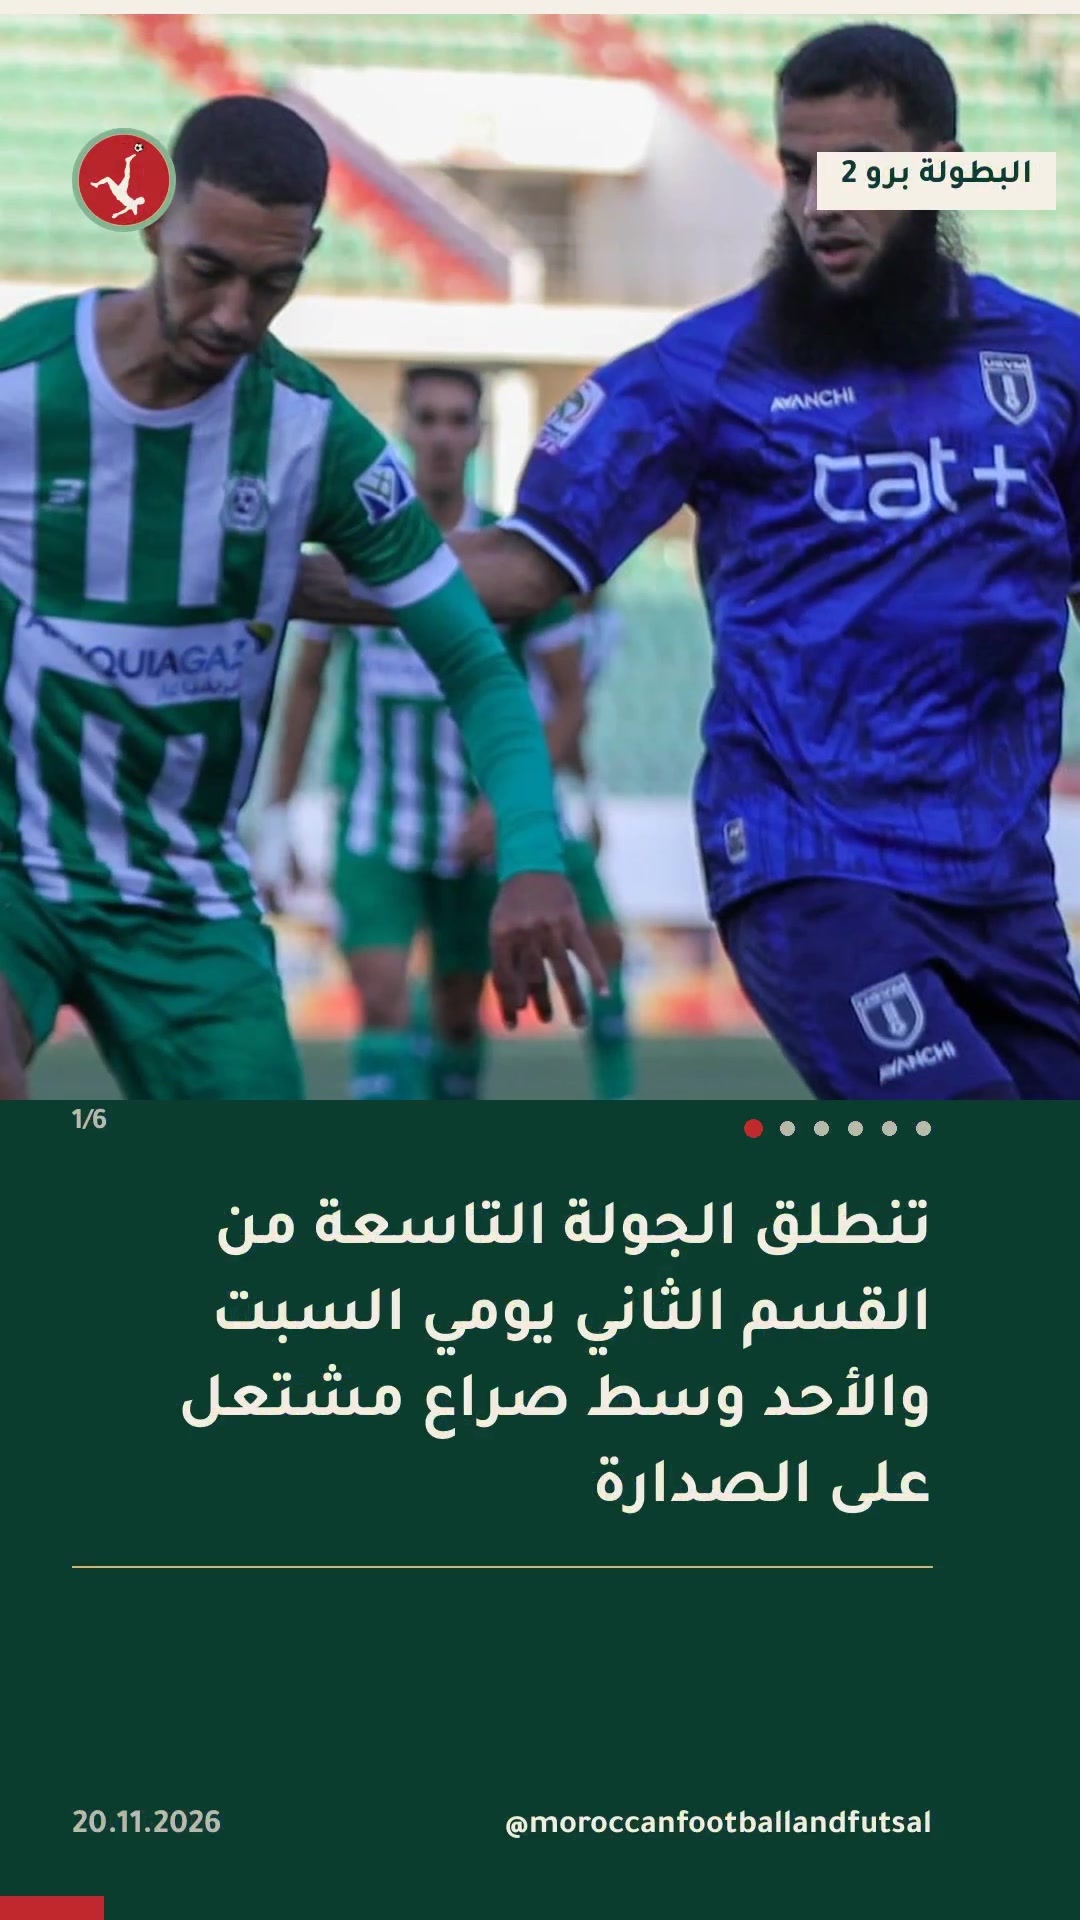 البطولة برو 2
AVANCHI
cat+
QUIAGAZ
AVANCHI
1/6
تنطلق الجولة التاسعة من
القسم الثاني يومي السبت
والأحد وسط صراع مشتعل
على الصدارة
20.11.2026
@moroccanfootballandfutsal